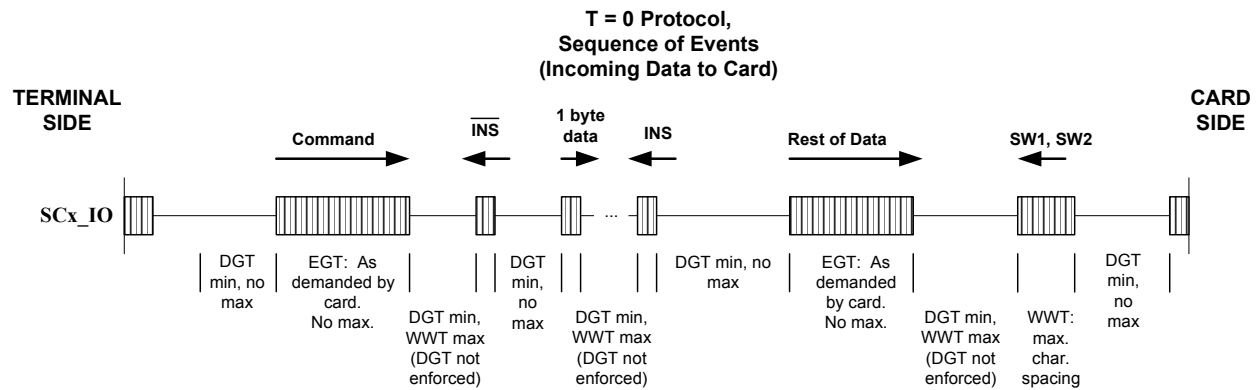 T = 0 Protocol,
Sequence of Events
(Incoming Data to Card)
TERMINAL
SIDE
CARD
SIDE
Command
INS
1 byte
data
INS
Rest of Data
SW1, SW2
SCx_IO
...
DGT
min, no
max
EGT: As
demanded by
card.
No max.
DGT min,
WWT max
(DGT not
enforced)
DGT
min,
no
max
DGT min,
WWT max
(DGT not
enforced)
DGT min, no
max
EGT: As
demanded
by card.
No max.
DGT min,
WWT max
(DGT not
enforced)
WWT:
max.
char.
spacing
DGT
min,
no
max